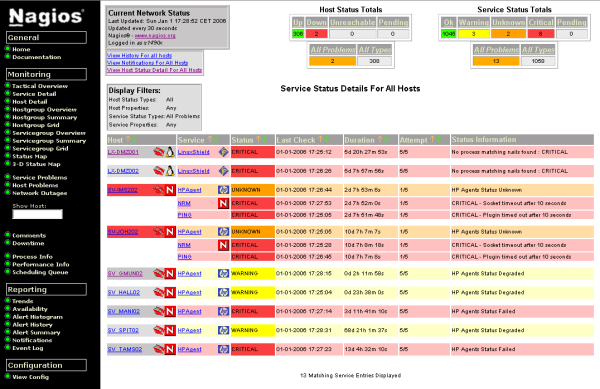 Nagios®
General
Home
Documentation
Monitoring
Tactical Overview
Service Detail
Host Detail
Hostgroup Overview
Hostgroup Summary
Hostgroup Grid
Servicegroup Overview
Servicegroup Summary
Servicegroup Grid
Status Map
3-D Status Map
Service Problems
Host Problems
Network Outages
Show Host:
Comments
Downtime
Process Info
Performance Info
Scheduling Queue
Reporting
Trends
Availability
Alert Histogram
Alert History
Alert Summary
Notifications
Event Log
Configuration
View Config
Current Network Status
Last Updated: Sun Jan 1 17:28:52 CET 2006
Updated every 30 seconds
Nagios® - www.nagios.org
Logged in as
View History For all hosts
View Notifications For All Hosts
View Host Status Detail For All Hosts
Host Status Totals
Up Down Unreachable Pending
306 2 0 0
All Problems All Types
2 308
Service Status Totals
Ok Warning Unknown Critical Pending
1046 3 2 8 0
All Problems All Types
13 1059
Display Filters:
Host Status Types: All
Host Properties: Any
Service Status Types: All Problems
Service Properties: Any
Service Status Details For All Hosts
Host Service Status Last Check Duration Attempt Status Information
LX-DMZ001 LinuxShield CRITICAL 01-01-2006 17:25:12 5d 20h 27m 53s 5/5 No process matching nails found : CRITICAL
LX-DMZ002 LinuxShield CRITICAL 01-01-2006 17:26:26 5d 7h 57m 56s 5/5 No process matching nails found : CRITICAL
SV-IMS202 HPAgent UNKNOWN 01-01-2006 17:26:44 2d 7h 53m 6s 1/5 HP Agents Status Unknown
NRM CRITICAL 01-01-2006 17:27:53 2d 7h 52m 0s 1/5 CRITICAL - Socket timeout after 10 seconds
PING CRITICAL 01-01-2006 17:25:05 2d 7h 51m 48s 1/5 CRITICAL - Plugin timed out after 10 seconds
SV-JOH202 HPAgent UNKNOWN 01-01-2006 17:25:05 10d 7h 7m 7s 1/5 HP Agents Status Unknown
NRM CRITICAL 01-01-2006 17:25:28 10d 7h 8m 18s 1/5 CRITICAL - Socket timeout after 10 seconds
PING CRITICAL 01-01-2006 17:26:46 10d 7h 7m 48s 1/5 CRITICAL - Plugin timed out after 10 seconds
SV_GMUN02 HPAgent WARNING 01-01-2006 17:28:15 0d 2h 11m 58s 5/5 HP Agents Status Degraded
SV_HALL02 HPAgent WARNING 01-01-2006 17:25:04 0d 23h 38m 0s 5/5 HP Agents Status Degraded
SV_MANI02 HPAgent CRITICAL 01-01-2006 17:27:14 3d 11h 41m 10s 5/5 HP Agents Status Failed
SV_SPIT02 HPAgent WARNING 01-01-2006 17:28:31 68d 21h 1m 37s 5/5 HP Agents Status Degraded
SV_TAMS02 HPAgent CRITICAL 01-01-2006 17:27:23 13d 4h 32m 10s 5/5 HP Agents Status Failed
13 Matching Service Entries Displayed